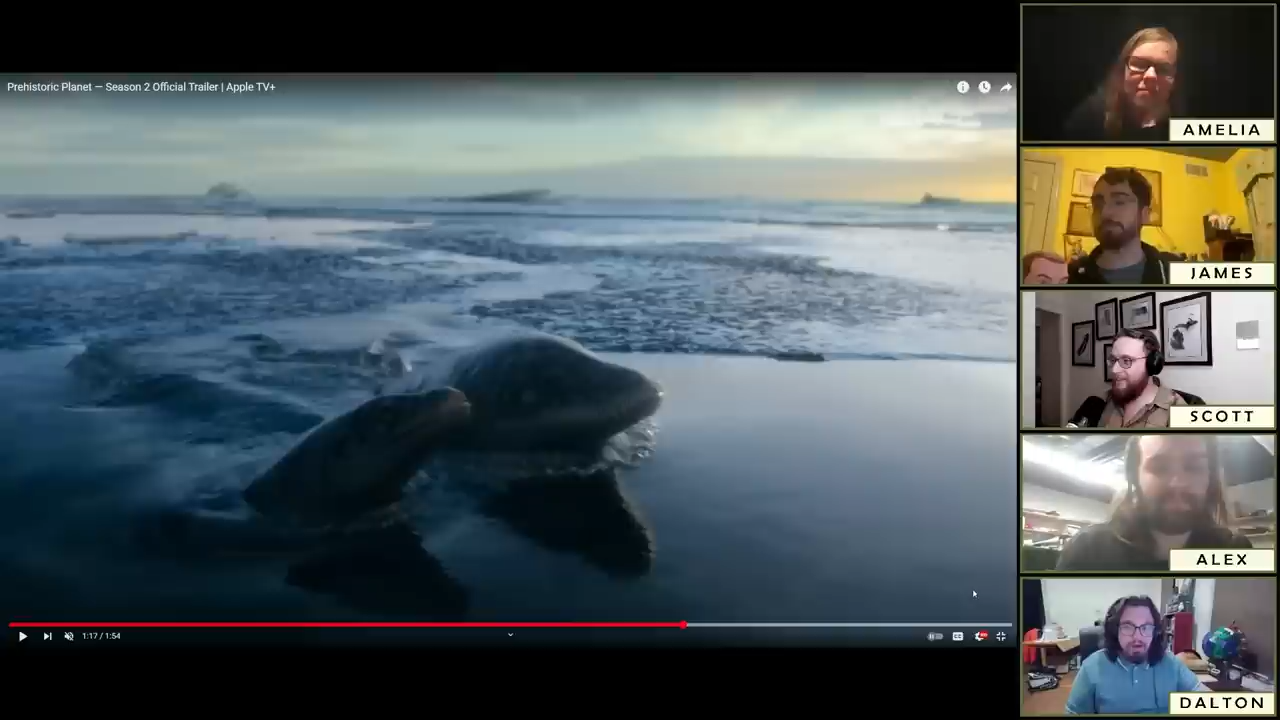 Prehistoric Planet — Season 2 Official Trailer | Apple TV+
1:17 / 1:54
AMELIA
JAMES
SCOTT
ALEX
DALTON